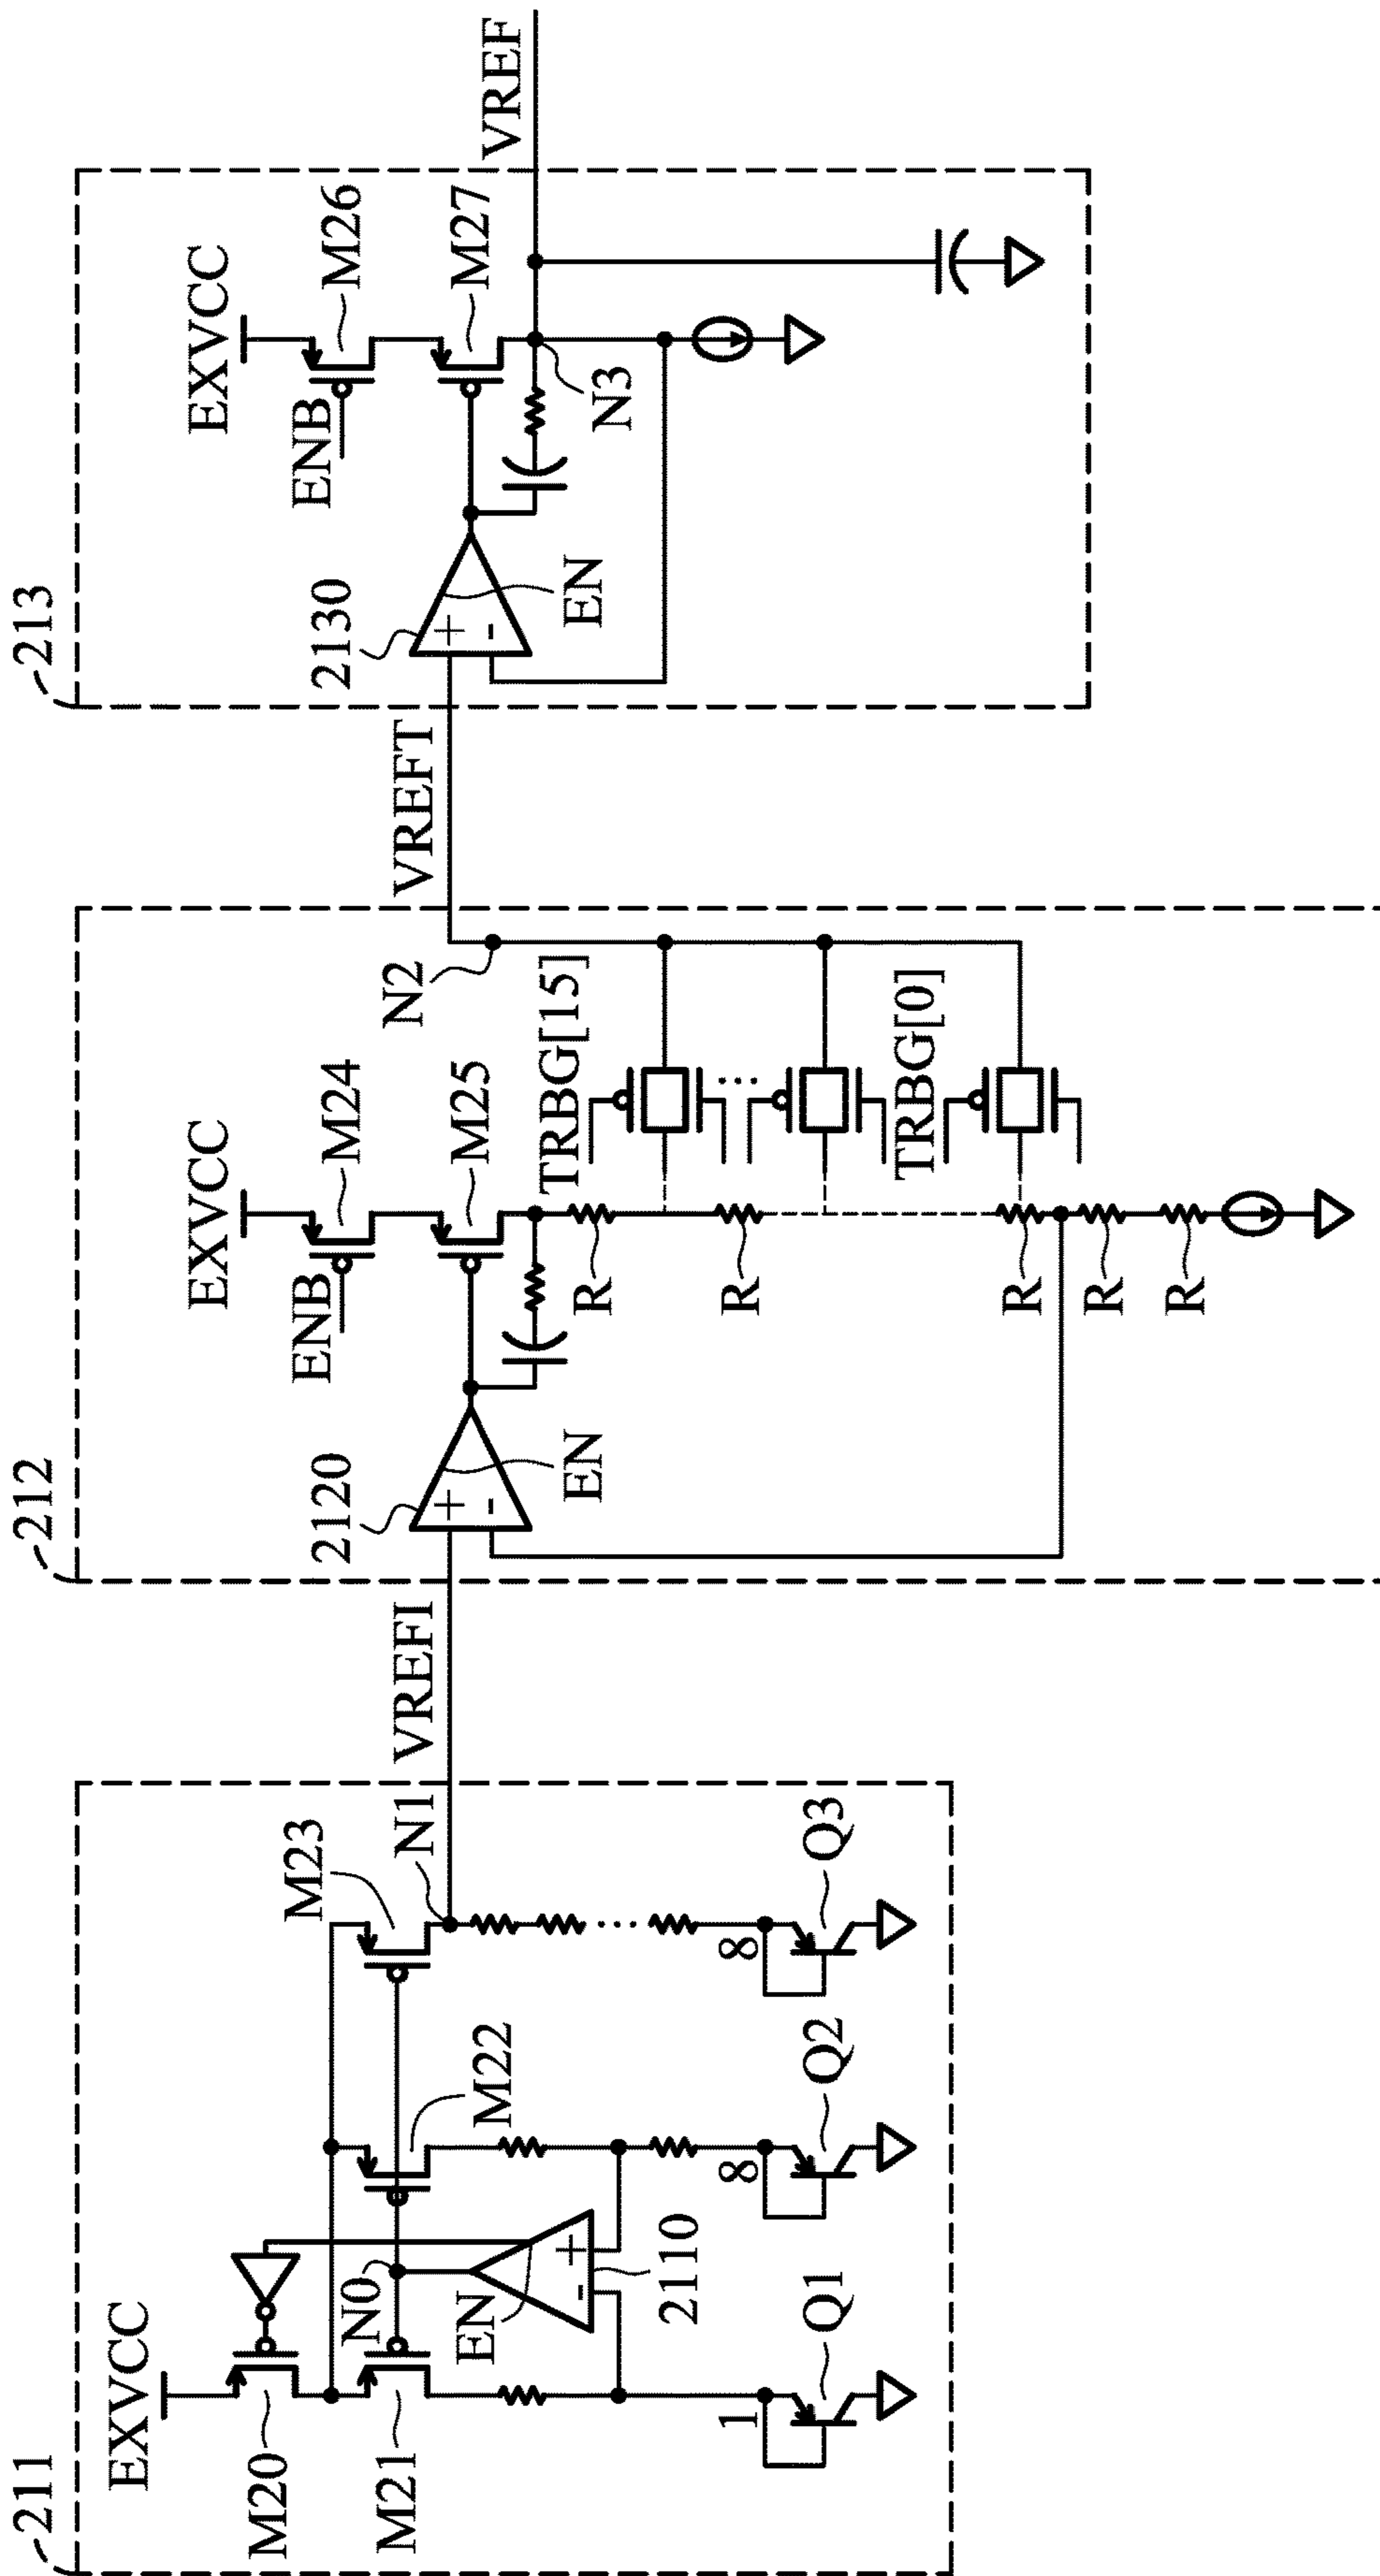 211
EXVCC
M20
M21
N0
EN
2110
M22
M23
N1
1
Q1
8
Q2
8
Q3
VREFI
212
2120
+
-
EN
EXVCC
ENB
M24
M25
R
R
R
R
R
TRBG[15]
...
TRBG[0]
N2
VREFT
213
2130
+
-
EN
EXVCC
ENB
M26
M27
N3
VREF